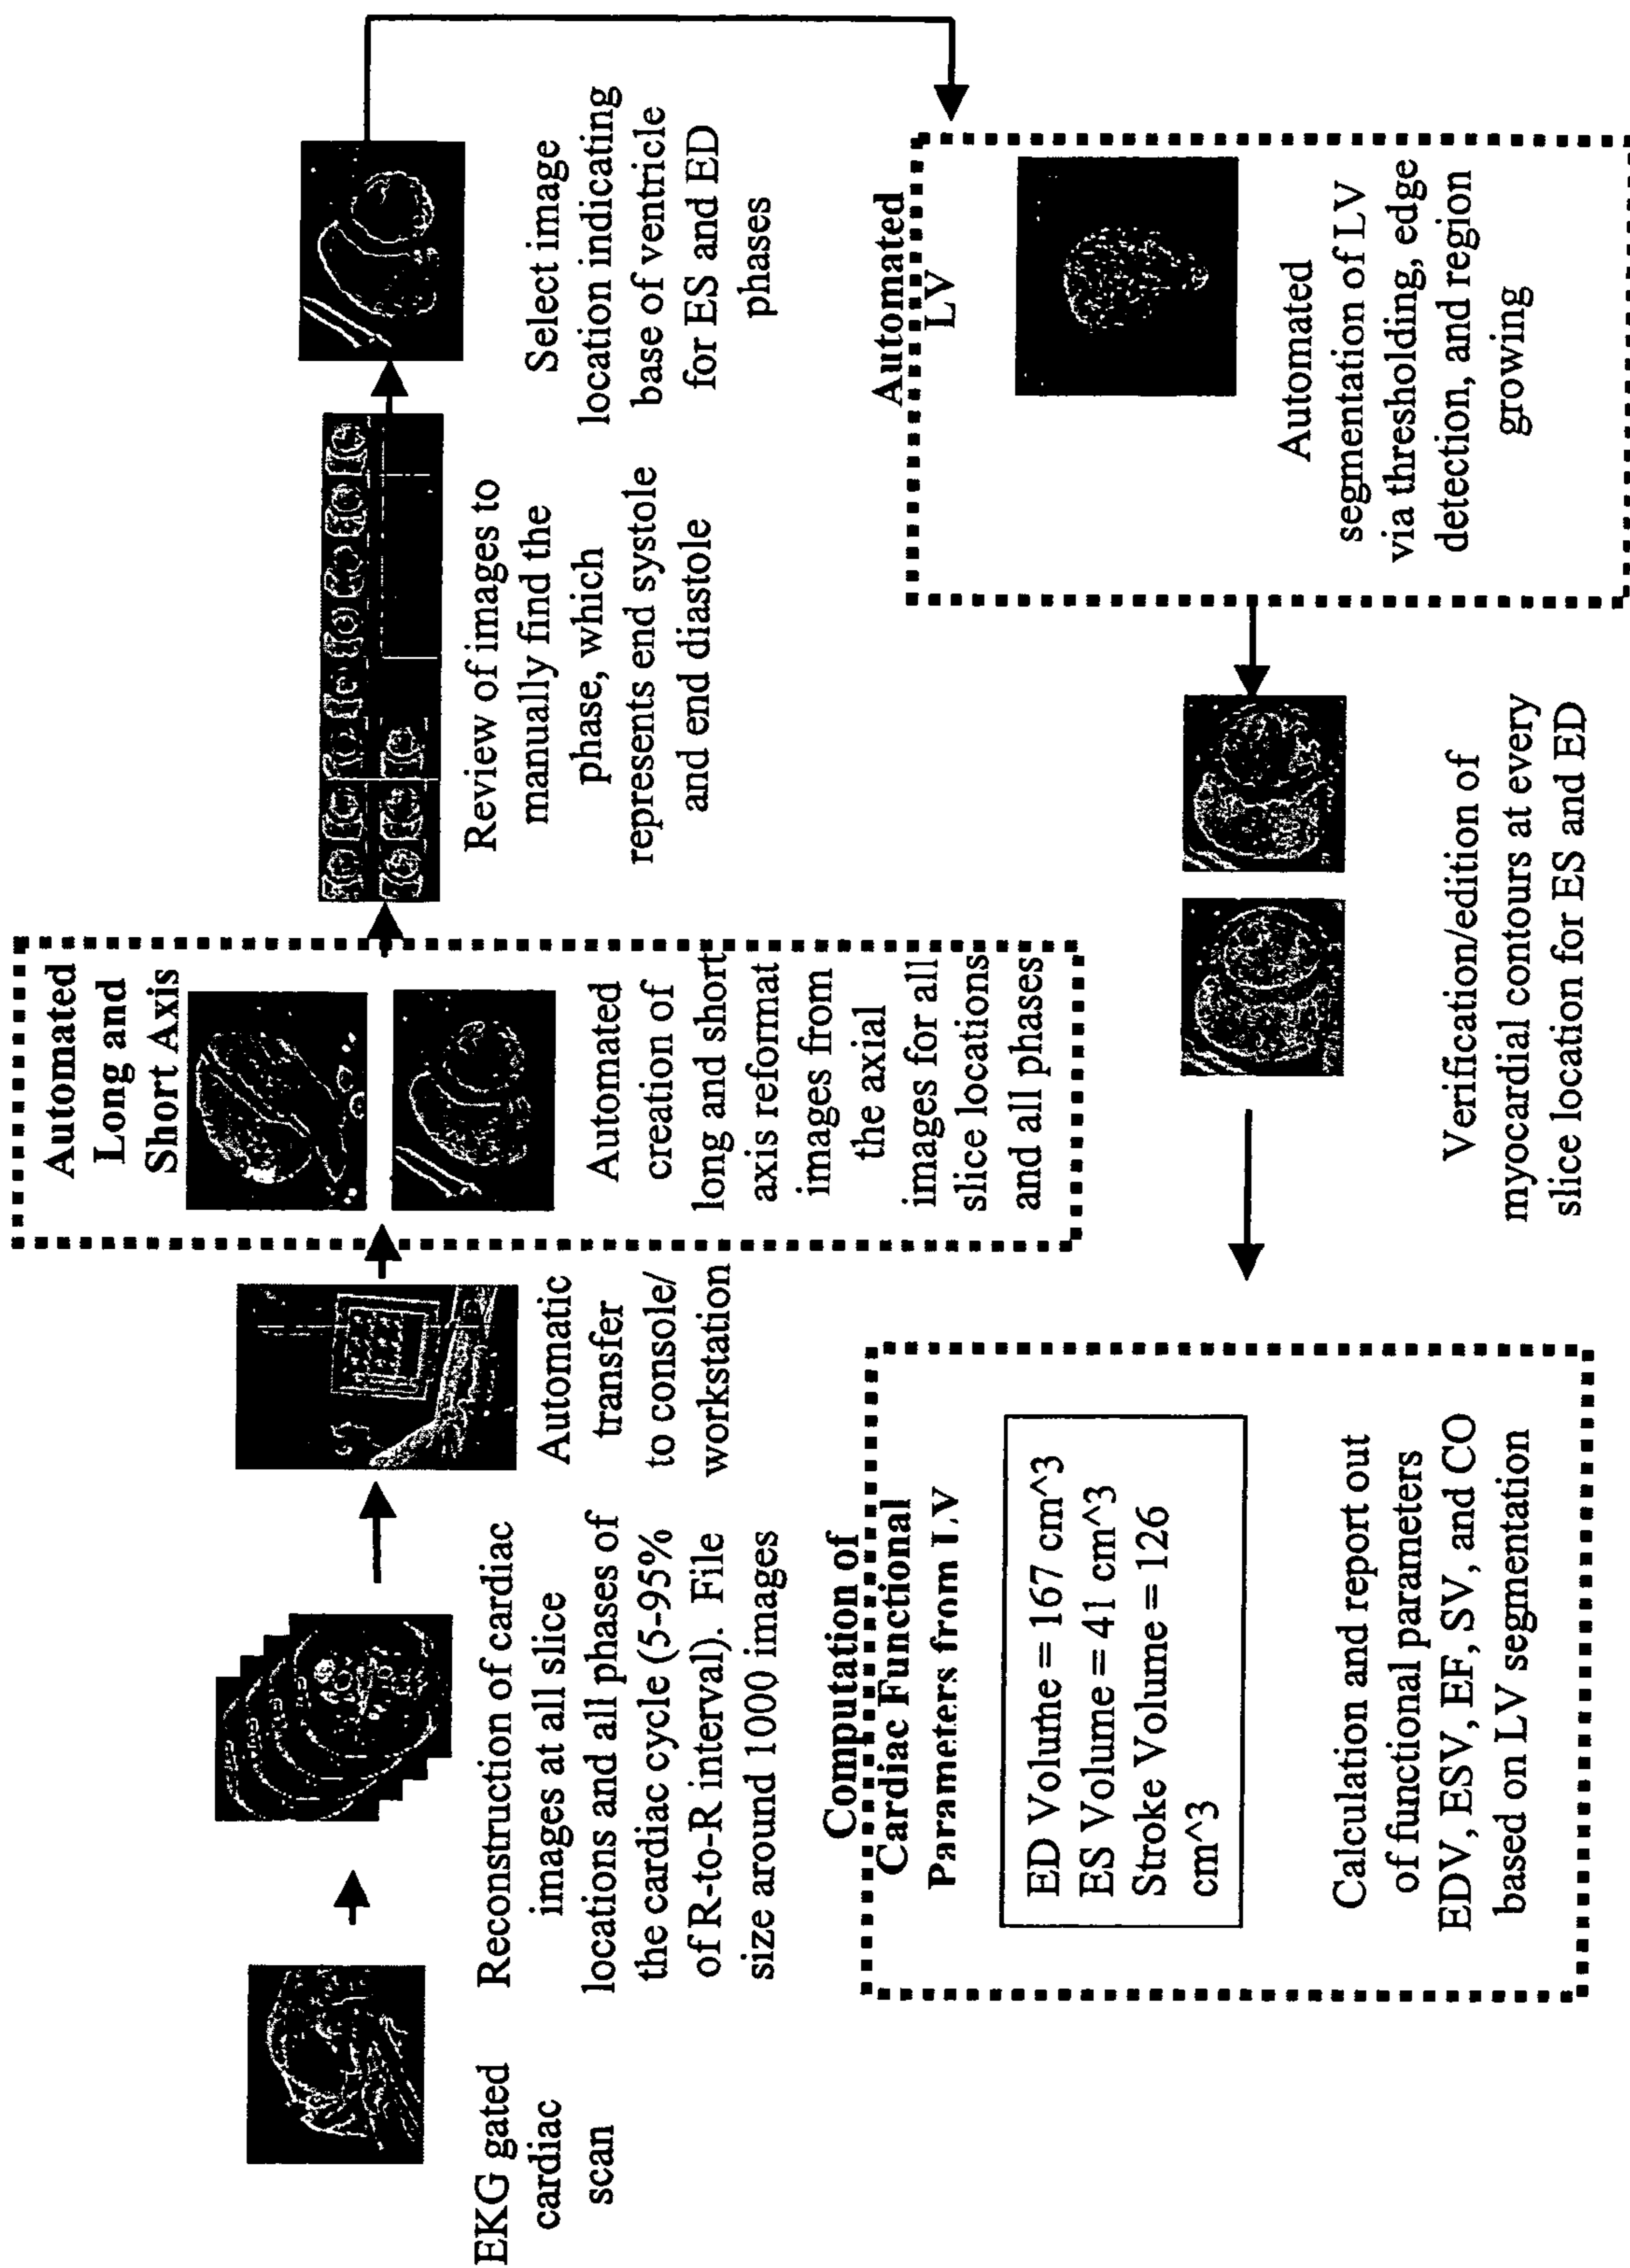 EKG gated
cardiac
scan
Reconstruction of cardiac
images at all slice
locations and all phases of
the cardiac cycle (5-95%
of R-to-R interval). File
size around 1000 images
Automatic
transfer
to console/
workstation
Automated
Long and
Short Axis
Automated
creation of
long and short
axis reformat
images from
the axial
images for all
slice locations
and all phases
Review of images to
manually find the
phase, which
represents end systole
and end diastole
Select image
location indicating
base of ventricle
for ES and ED
phases
Automated
LV
Automated
segmentation of LV
via thresholding, edge
detection, and region
growing
Verification/edition of
myocardial contours at every
slice location for ES and ED
Computation of
Cardiac Functional
Parameters from LV
ED Volume = 167 cm^3
ES Volume = 41 cm^3
Stroke Volume = 126
cm^3
Calculation and report out
of functional parameters
EDV, ESV, EF, SV, and CO
based on LV segmentation